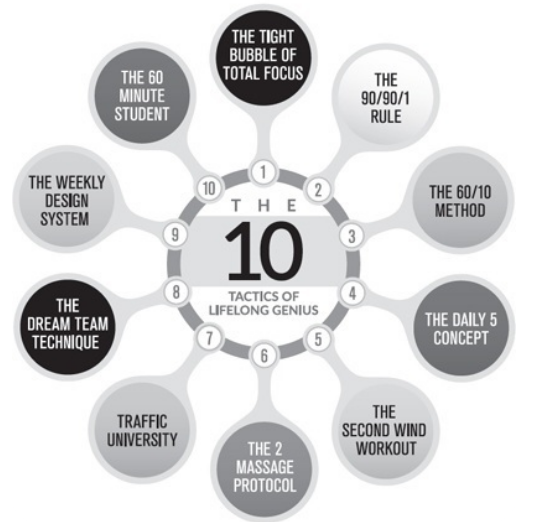 THE TIGHT
BUBBLE OF
TOTAL FOCUS
THE
90/90/1
RULE
THE 60/10
METHOD
THE DAILY 5
CONCEPT
THE
SECOND WIND
WORKOUT
THE 2
MASSAGE
PROTOCOL
TRAFFIC
UNIVERSITY
THE
DREAM TEAM
TECHNIQUE
THE WEEKLY
DESIGN
SYSTEM
THE 60
MINUTE
STUDENT
1
2
3
4
5
6
7
8
9
10
THE
10
TACTICS OF
LIFELONG GENIUS